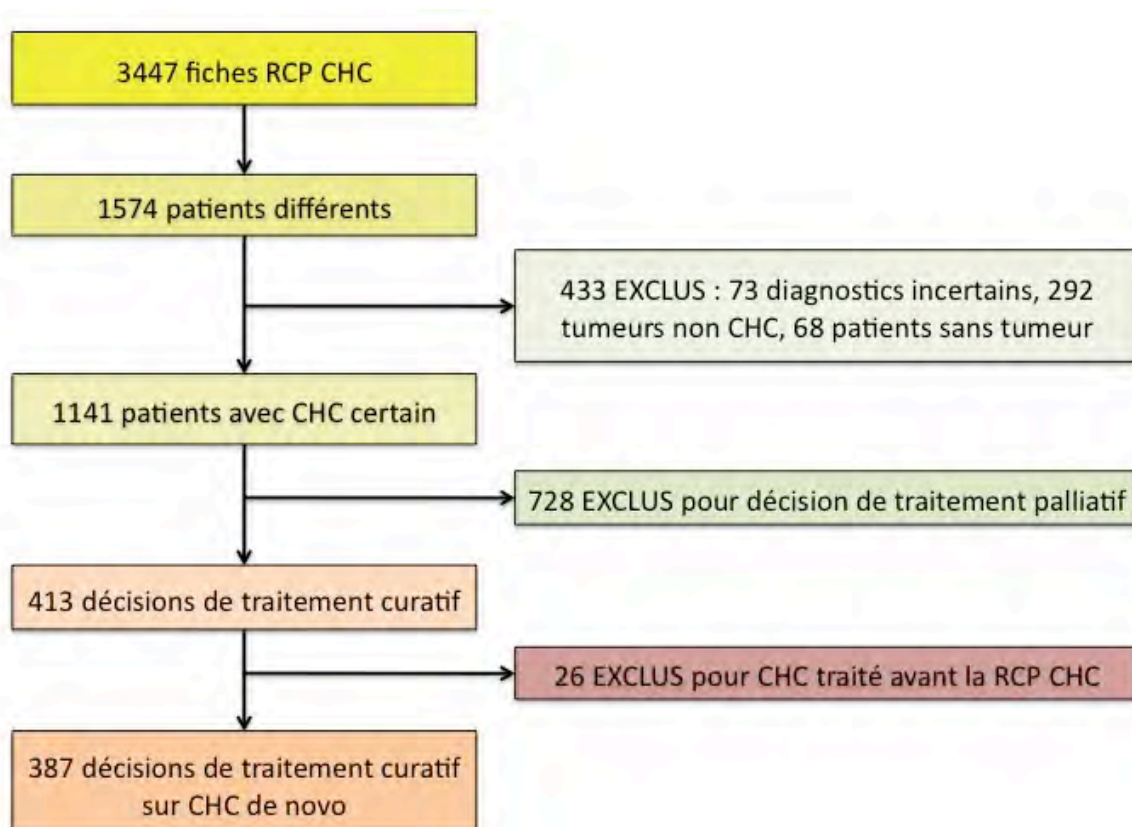 3447 fiches RCP CHC
1574 patients différents
433 EXCLUS : 73 diagnostics incertains, 292
tumeurs non CHC, 68 patients sans tumeur
1141 patients avec CHC certain
728 EXCLUS pour décision de traitement palliatif
413 décisions de traitement curatif
26 EXCLUS pour CHC traité avant la RCP CHC
387 décisions de traitement curatif
sur CHC de novo